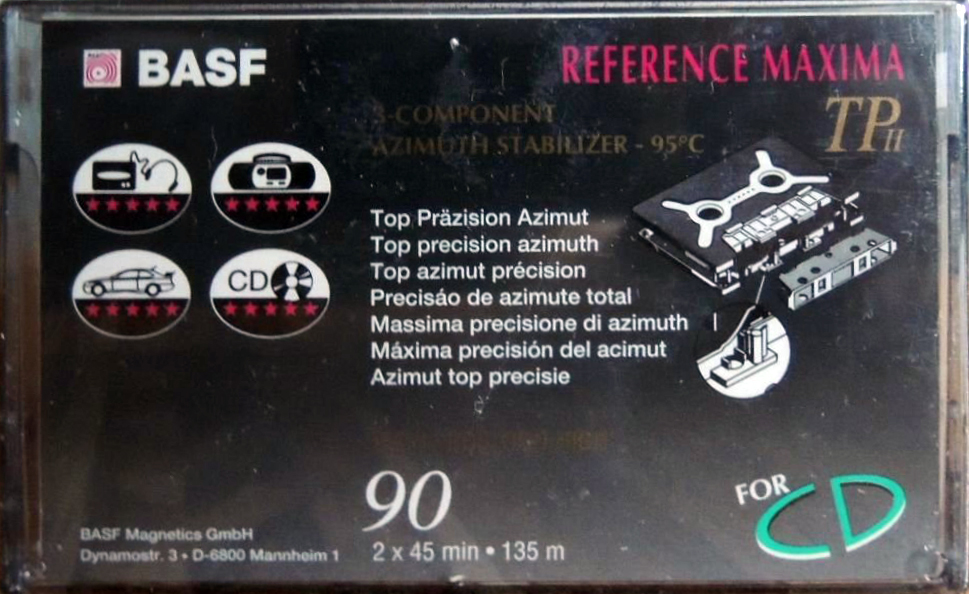 BASF
REFERENCE MAXIMA
TPII
3-COMPONENT
AZIMUTH STABILIZER - 95°C
CD
Top Präzision Azimut
Top precision azimuth
Top azimut précision
Precisáo de azimute total
Massima precisione di azimuth
Máxima precisión del acimut
Azimut top precisie
90
2 x 45 min • 135 m
BASF Magnetics GmbH
Dynamostr. 3 • D-6800 Mannheim 1
FOR CD